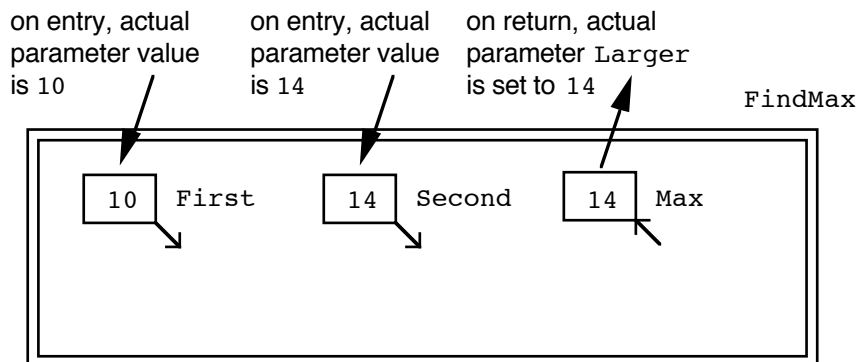 on entry, actual
parameter value
is 10
on entry, actual
parameter value
is 14
on return, actual
parameter Larger
is set to 14
FindMax
10 First
14 Second
14 Max